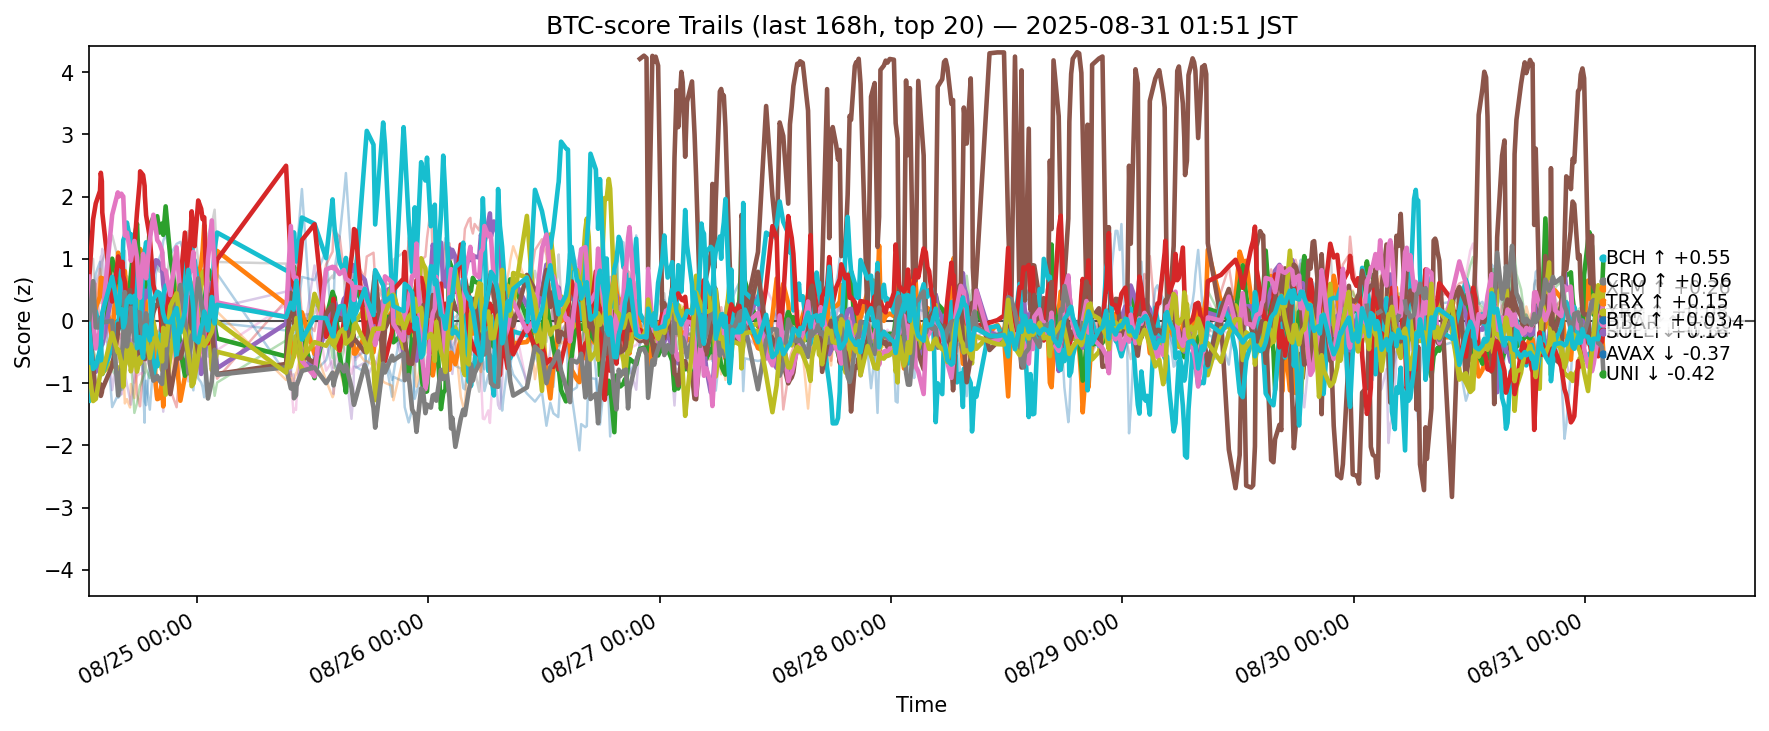 BTC-score Trails (last 168h, top 20) — 2025-08-31 01:51 JST
Score (z)
4
3
2
1
0
−1
−2
−3
−4
BCH ↑ +0.55
CRO ↑ +0.56
TRX ↑ +0.15
BTC ↑ +0.03
AVAX ↓ -0.37
UNI ↓ -0.42
08/25 00:00
08/26 00:00
08/27 00:00
08/28 00:00
08/29 00:00
08/30 00:00
08/31 00:00
Time